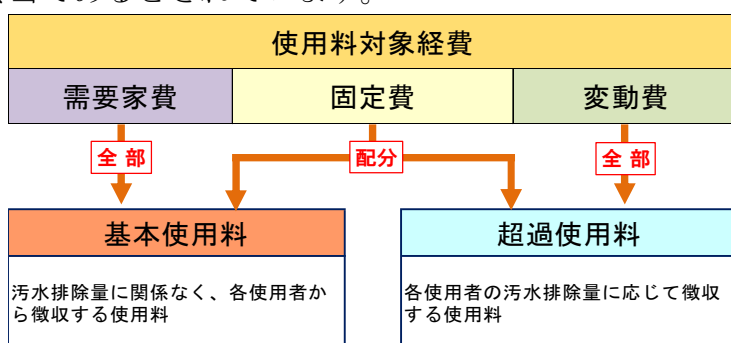 使用料対象経費
需要家費 固定費 変動費
全部 配分 全部
基本使用料 超過使用料
汚水排除量に関係なく、各使用者か
ら徴収する使用料
各使用者の汚水排除量に応じて徴収
する使用料